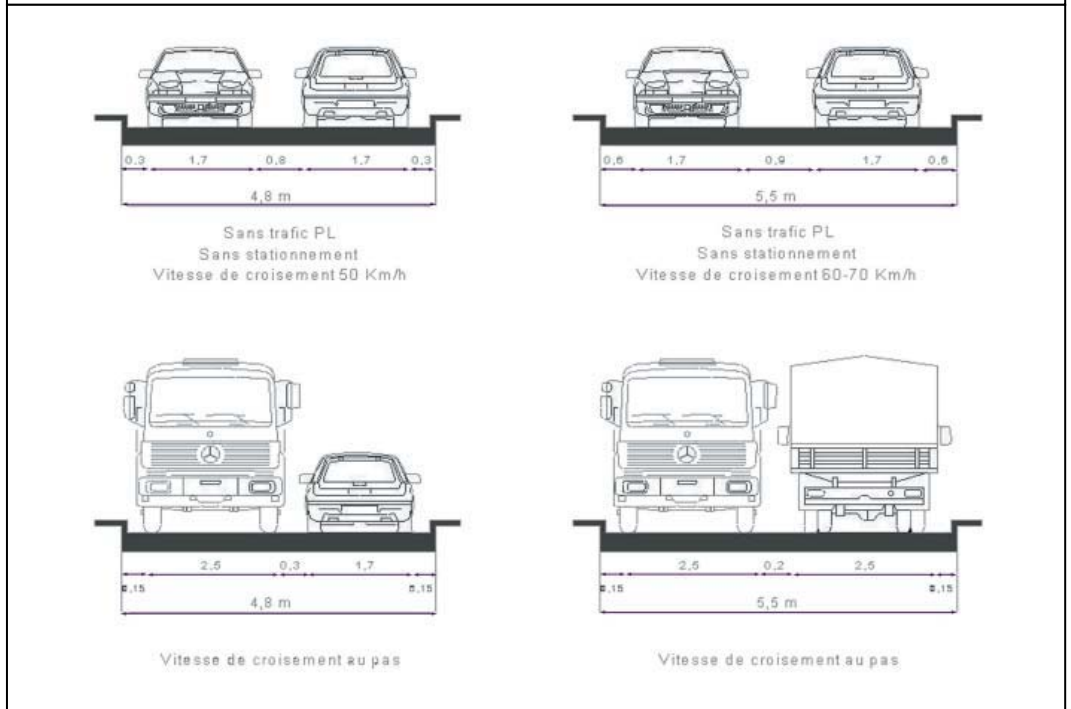 0,3 1,7 0,8 1,7 0,3
4,8 m
Sans trafic PL
Sans stationnement
Vitesse de croisement 50 Km/h
0,6 1,7 0,9 1,7 0,6
5,5 m
Sans trafic PL
Sans stationnement
Vitesse de croisement 60-70 Km/h
2,5 0,3 1,7
0,15 0,15
4,8 m
Vitesse de croisement au pas
2,5 0,2 2,5
0,15 0,15
5,5 m
Vitesse de croisement au pas